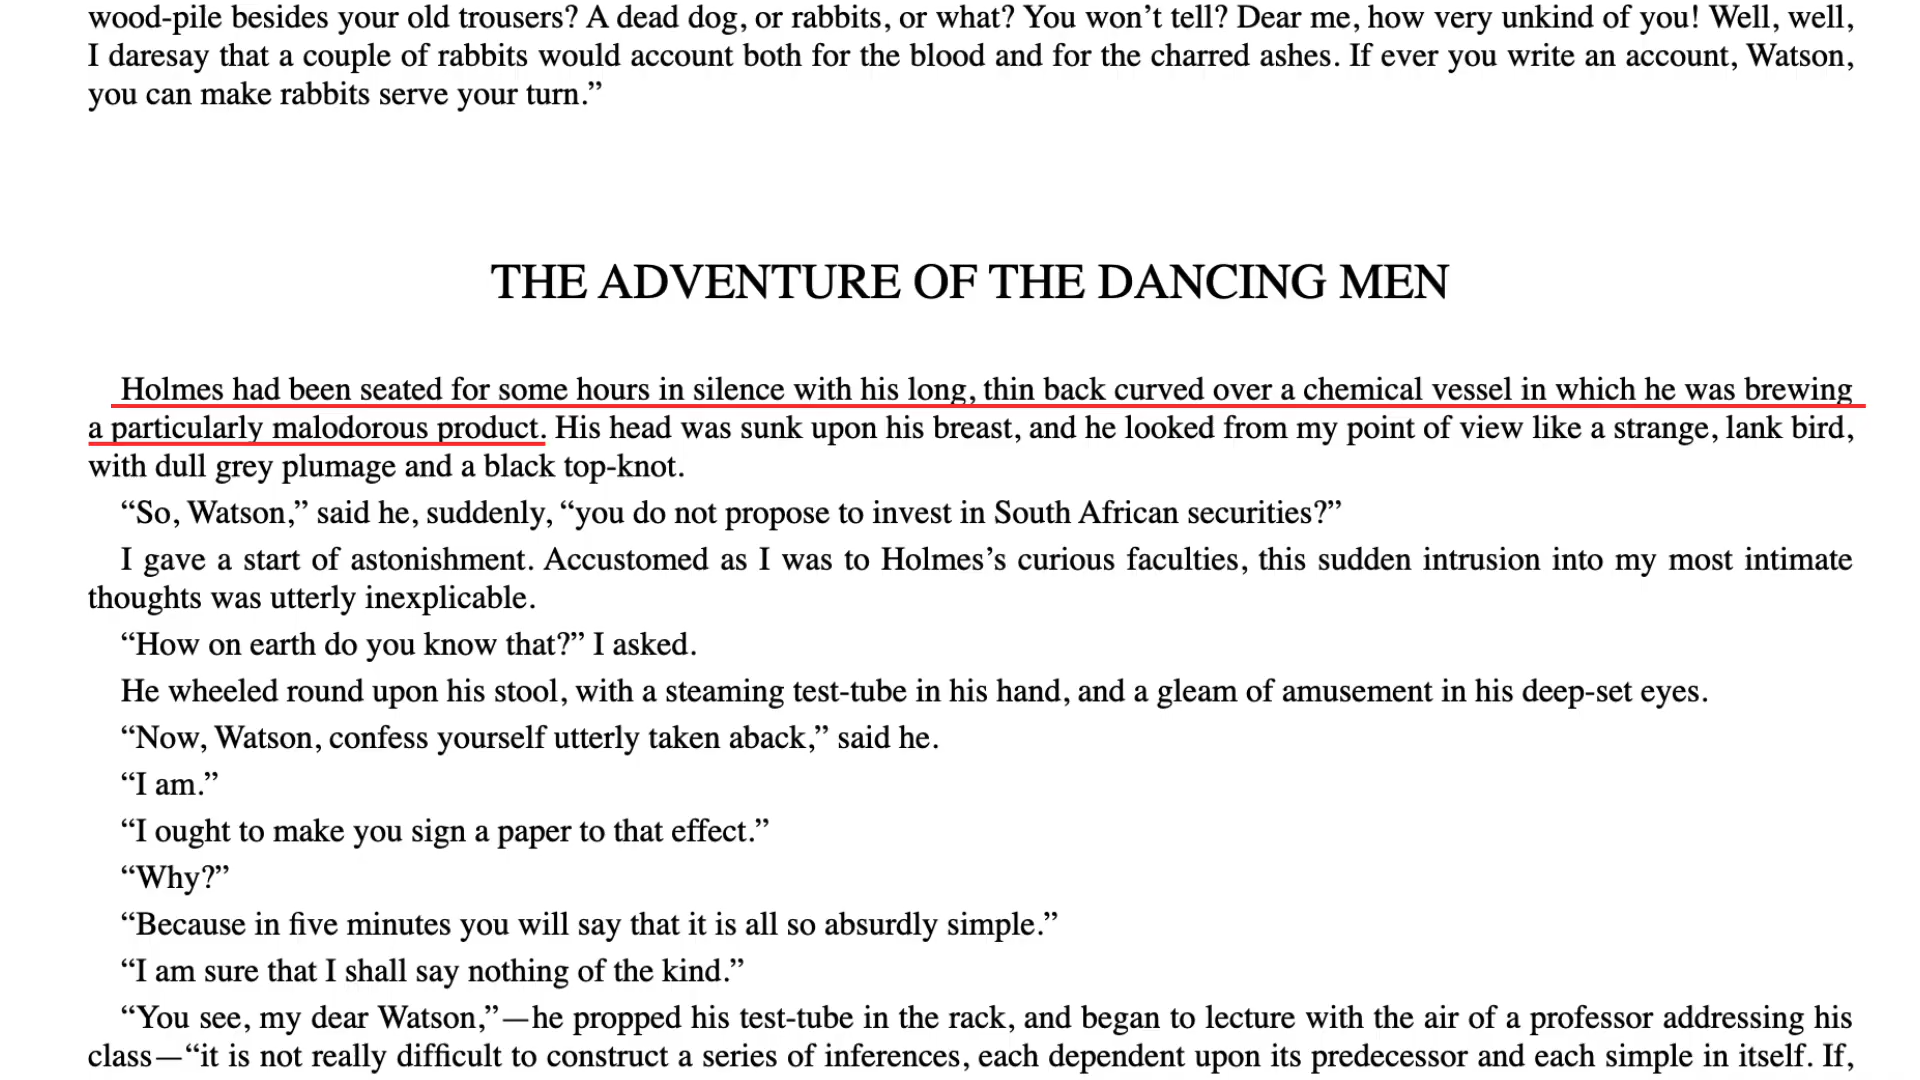 wood-pile besides your old trousers? A dead dog, or rabbits, or what? You won’t tell? Dear me, how very unkind of you! Well, well,
I daresay that a couple of rabbits would account both for the blood and for the charred ashes. If ever you write an account, Watson,
you can make rabbits serve your turn.”
THE ADVENTURE OF THE DANCING MEN
Holmes had been seated for some hours in silence with his long, thin back curved over a chemical vessel in which he was brewing
a particularly malodorous product. His head was sunk upon his breast, and he looked from my point of view like a strange, lank bird,
with dull grey plumage and a black top-knot.
“So, Watson,” said he, suddenly, “you do not propose to invest in South African securities?”
I gave a start of astonishment. Accustomed as I was to Holmes’s curious faculties, this sudden intrusion into my most intimate
thoughts was utterly inexplicable.
“How on earth do you know that?” I asked.
He wheeled round upon his stool, with a steaming test-tube in his hand, and a gleam of amusement in his deep-set eyes.
“Now, Watson, confess yourself utterly taken aback,” said he.
“I am.”
“I ought to make you sign a paper to that effect.”
“Why?”
“Because in five minutes you will say that it is all so absurdly simple.”
“I am sure that I shall say nothing of the kind.”
“You see, my dear Watson,”—he propped his test-tube in the rack, and began to lecture with the air of a professor addressing his
class—“it is not really difficult to construct a series of inferences, each dependent upon its predecessor and each simple in itself. If,